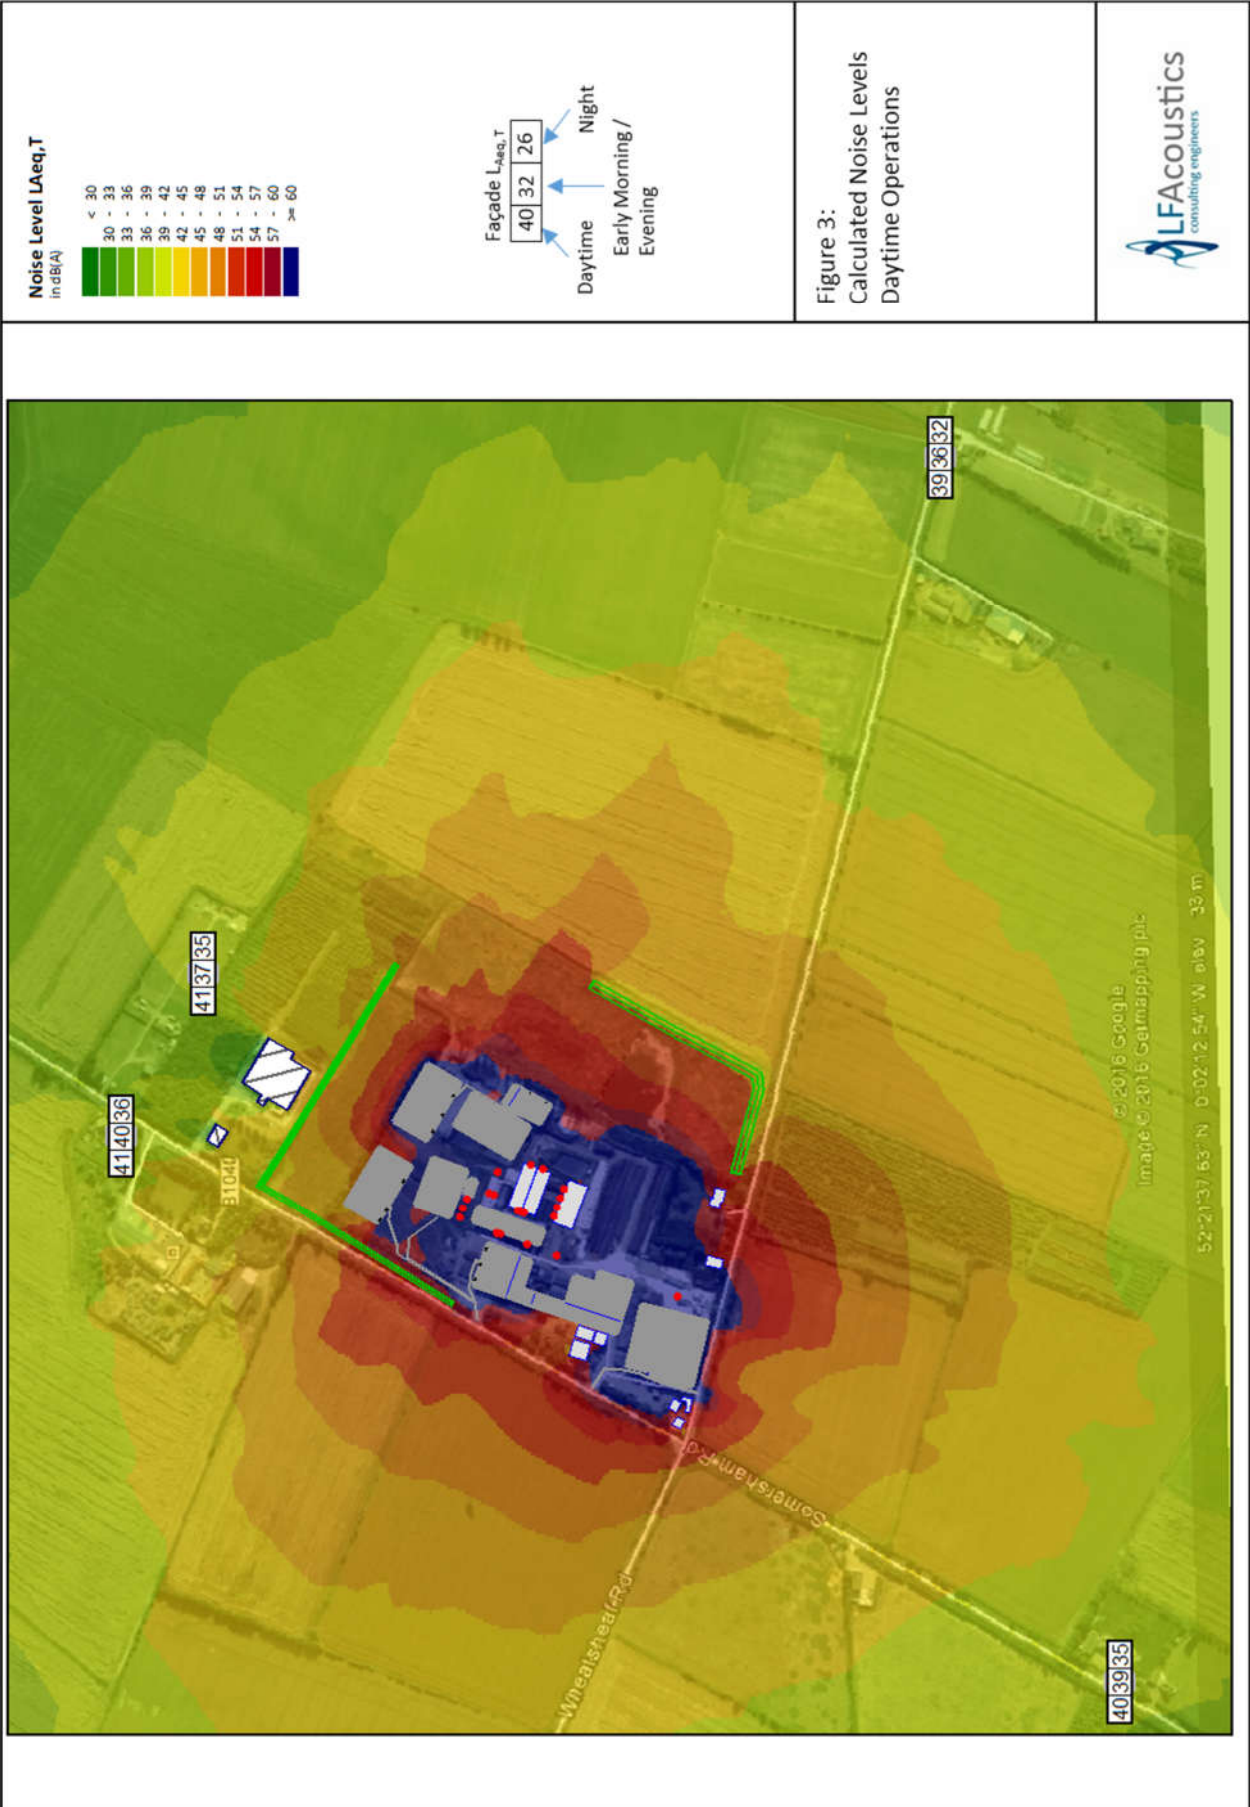 Noise Level LAeq,T
in dB(A)
< 30
30 - 33
33 - 36
36 - 39
39 - 42
42 - 45
45 - 48
48 - 51
51 - 54
54 - 57
57 - 60
>= 60
Façade LAeq,T
40 32 26
Daytime
Night
Early Morning /
Evening
Figure 3:
Calculated Noise Levels
Daytime Operations
LFAcoustics
consulting engineers
41 40 36
41 37 35
39 36 32
40 39 35
B1040
Wheatsheaf Rd
Somersham Rd
© 2016 Google
Image © 2016 Getmapping plc
52°21'37.63" N 0°02'12.54" W elev 33 m